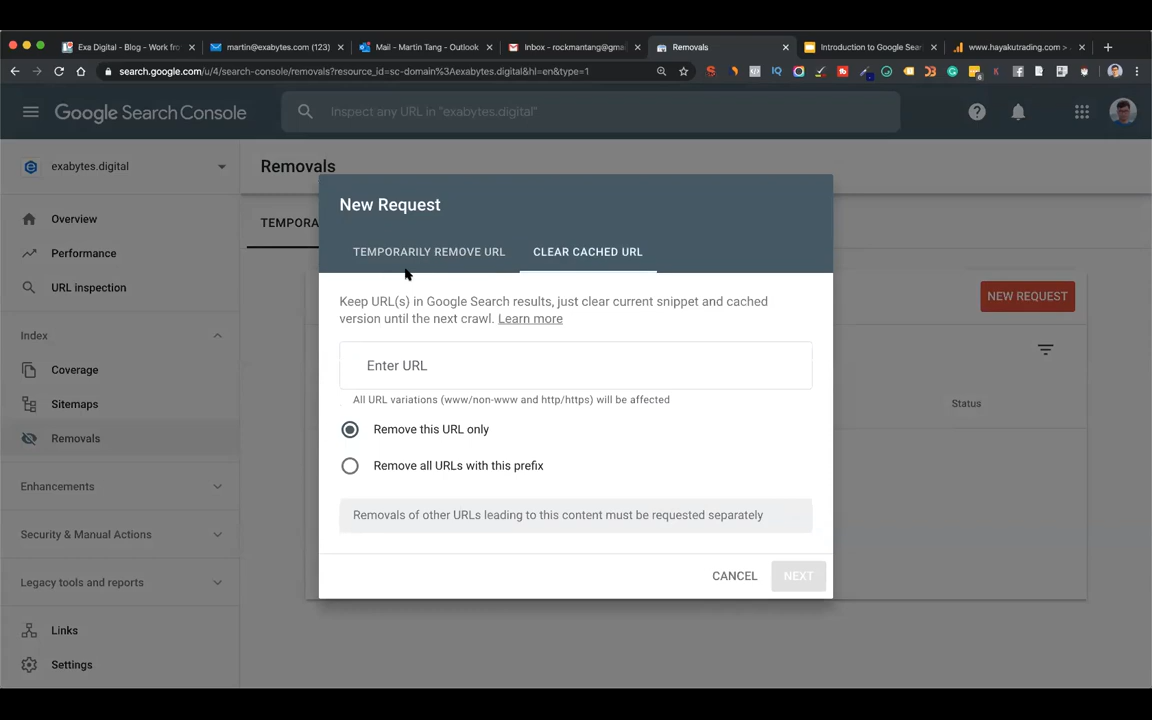 Exa Digital - Blog - Work fr
martin@exabytes.com (123)
Mail - Martin Tang - Outlook
Inbox - rockmantang@gma
Removals
Introduction to Google Sear
www.hayakutrading.com >
search.google.com/u/4/search-console/removals?resource_id=sc-domain%3Aexabytes.digital&hl=en&type=1
Google Search Console
Inspect any URL in "exabytes.digital"
exabytes.digital
Removals
Overview
TEMPORA
Performance
URL inspection
Index
Coverage
Sitemaps
Removals
Enhancements
Security & Manual Actions
Legacy tools and reports
Links
Settings
New Request
TEMPORARILY REMOVE URL
CLEAR CACHED URL
Keep URL(s) in Google Search results, just clear current snippet and cached
version until the next crawl. Learn more
Enter URL
All URL variations (www/non-www and http/https) will be affected
Remove this URL only
Remove all URLs with this prefix
Removals of other URLs leading to this content must be requested separately
CANCEL
NEXT
NEW REQUEST
Status